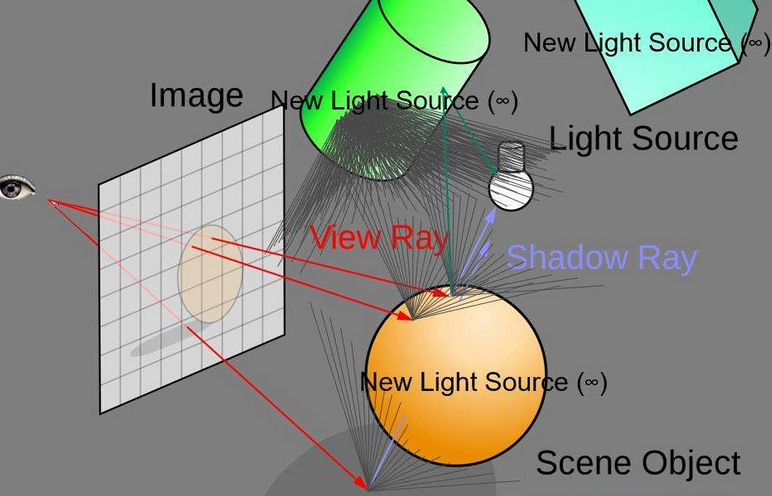 New Light Source (∞)
Image
New Light Source (∞)
Light Source
View Ray
Shadow Ray
New Light Source (∞)
Scene Object